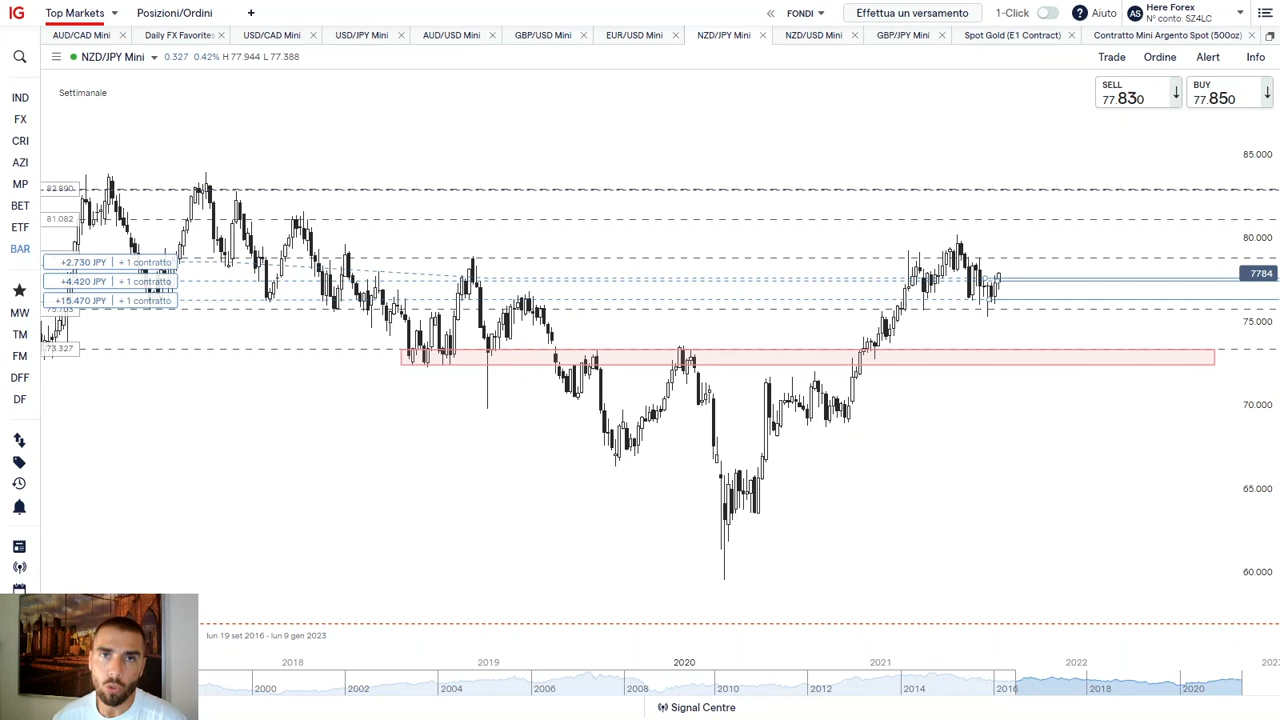 IG Top Markets Posizioni/Ordini + « FONDI Effettua un versamento 1-Click ? Aiuto AS Here Forex
N° conto: SZ4LC
AUD/CAD Mini × Daily FX Favorites × USD/CAD Mini × USD/JPY Mini × AUD/USD Mini × GBP/USD Mini × EUR/USD Mini × NZD/JPY Mini × NZD/USD Mini × GBP/JPY Mini × Spot Gold (E1 Contract) × Contratto Mini Argento Spot (500oz) ×
NZD/JPY Mini 0.327 0.42% H 77.944 L 77.388 Trade Ordine Alert Info
Settimanale
SELL
77.830
BUY
77.850
IND
FX
CRI
AZI
MP
BET
ETF
BAR
MW
TM
FM
DFF
DF
82.890
81.082
+2.730 JPY | + 1 contratto
+4.420 JPY | + 1 contratto
+15.470 JPY | + 1 contratto
73.327
85.000
80.000
7784
75.000
70.000
65.000
60.000
lun 19 set 2016 - lun 9 gen 2023
2018 2019 2020 2021 2022
2000 2002 2004 2006 2008 2010 2012 2014 2016 2018 2020
Signal Centre